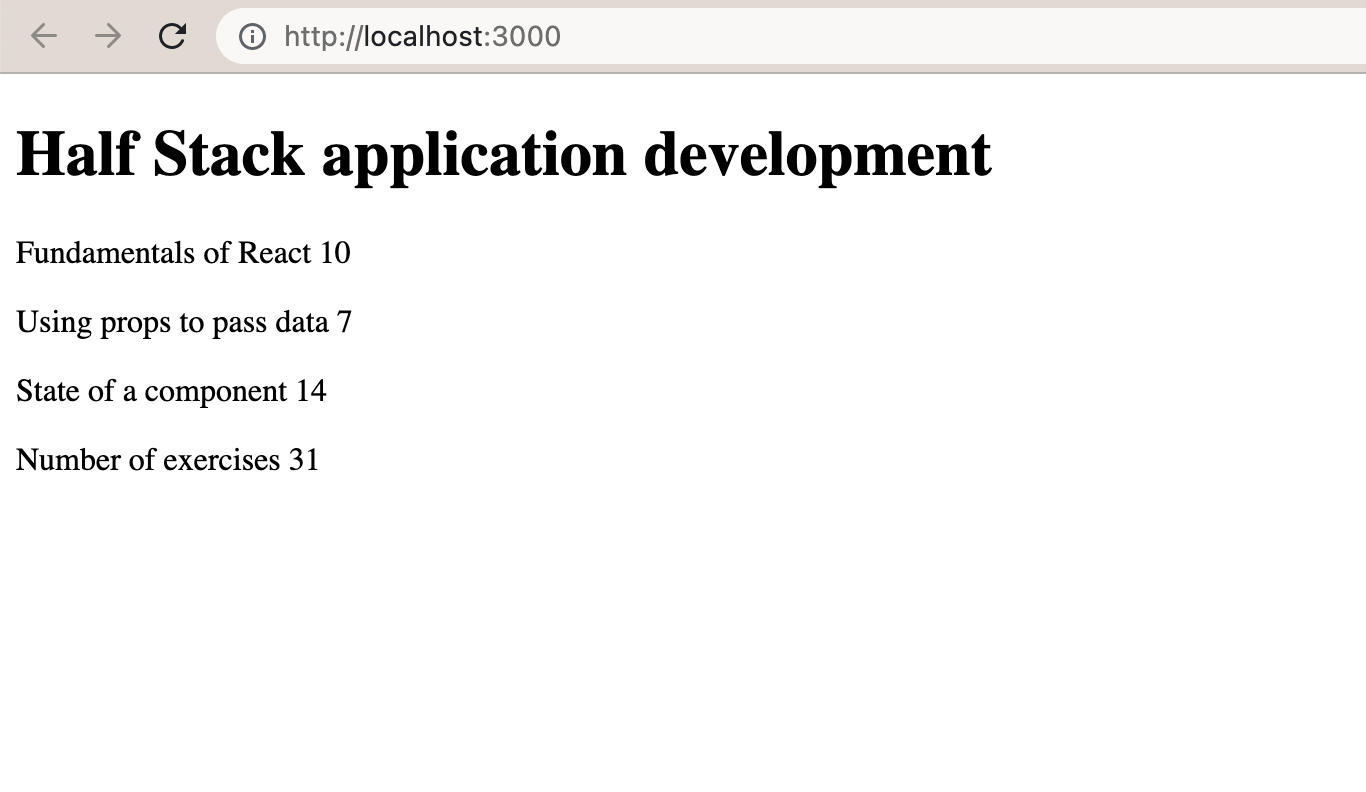 http://localhost:3000
Half Stack application development
Fundamentals of React 10
Using props to pass data 7
State of a component 14
Number of exercises 31